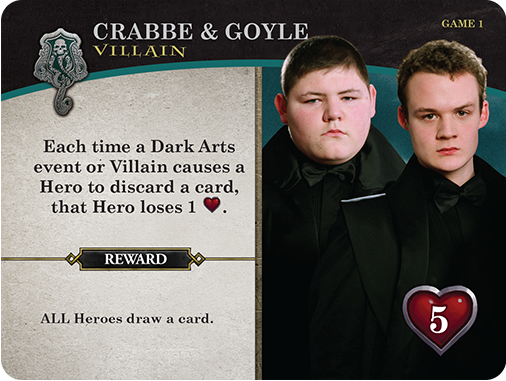 CRABBE & GOYLE
VILLAIN
GAME 1
Each time a Dark Arts
event or Villain causes a
Hero to discard a card,
that Hero loses 1 ♥.
REWARD
ALL Heroes draw a card.
5